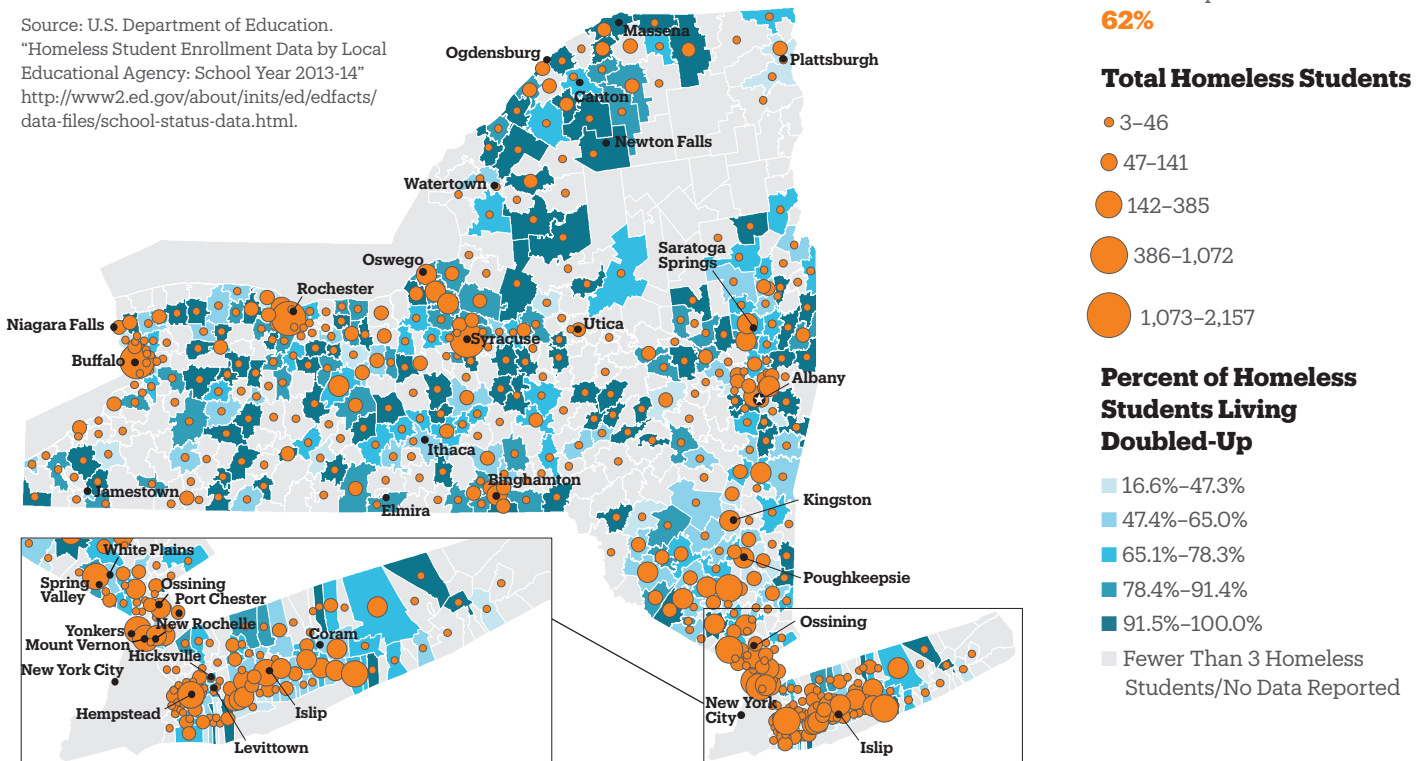 Source: U.S. Department of Education.
“Homeless Student Enrollment Data by Local
Educational Agency: School Year 2013-14”
http://www2.ed.gov/about/inits/ed/edfacts/
data-files/school-status-data.html.
Massena
Ogdensburg
Plattsburgh
Canton
Newton Falls
Watertown
Saratoga
Springs
Oswego
Rochester
Niagara Falls
Utica
Syracuse
Buffalo
Albany
Ithaca
Jamestown
Binghamton
Elmira
Kingston
Poughkeepsie
Ossining
New York
City
Islip
White Plains
Spring
Valley
Ossining
Port Chester
Yonkers
New Rochelle
Mount Vernon
Coram
Hicksville
New York City
Hempstead
Islip
Levittown
62%
Total Homeless Students
3–46
47–141
142–385
386–1,072
1,073–2,157
Percent of Homeless
Students Living
Doubled-Up
16.6%–47.3%
47.4%–65.0%
65.1%–78.3%
78.4%–91.4%
91.5%–100.0%
Fewer Than 3 Homeless
Students/No Data Reported